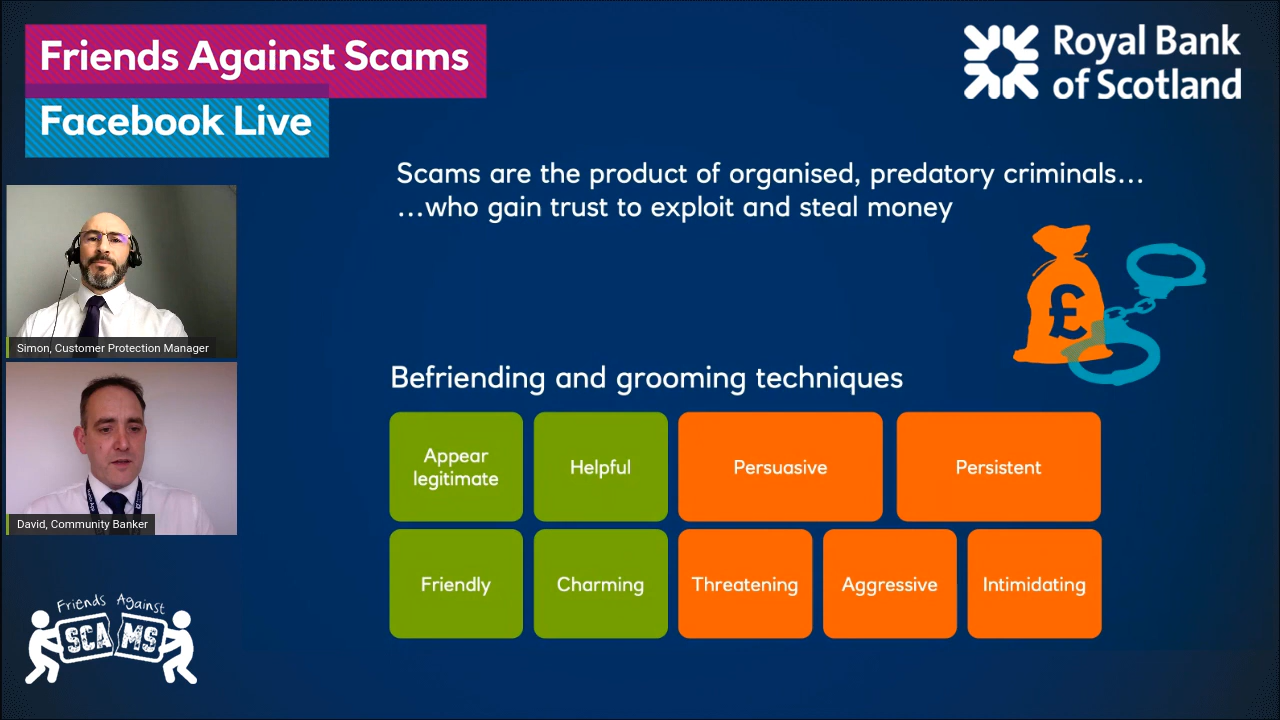 Friends Against Scams
Facebook Live
Royal Bank
of Scotland
Scams are the product of organised, predatory criminals...
...who gain trust to exploit and steal money
£
Simon, Customer Protection Manager
David, Community Banker
Befriending and grooming techniques
Appear
legitimate
Helpful
Persuasive
Persistent
Friendly
Charming
Threatening
Aggressive
Intimidating
Friends Against
SCAMS